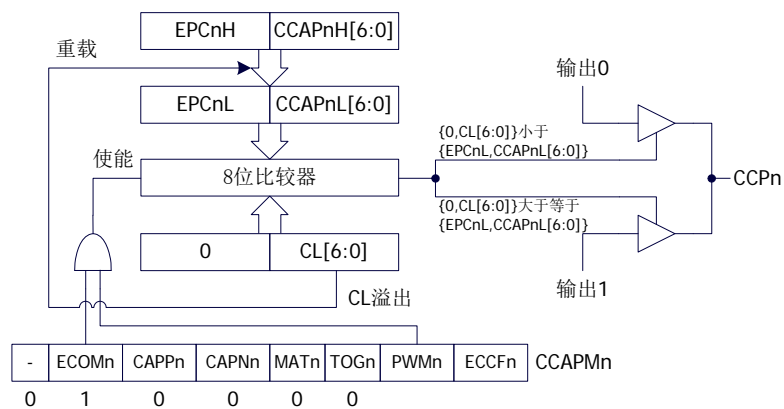 EPCnH CCAPnH[6:0]
重载
EPCnL CCAPnL[6:0]
输出0
{0,CL[6:0]}小于
{EPCnL,CCAPnL[6:0]}
使能
8位比较器
CCPn
{0,CL[6:0]}大于等于
{EPCnL,CCAPnL[6:0]}
0 CL[6:0]
输出1
CL溢出
- ECOMn CAPPn CAPNn MATn TOGn PWMn ECCFn CCAPMn
0 1 0 0 0 0